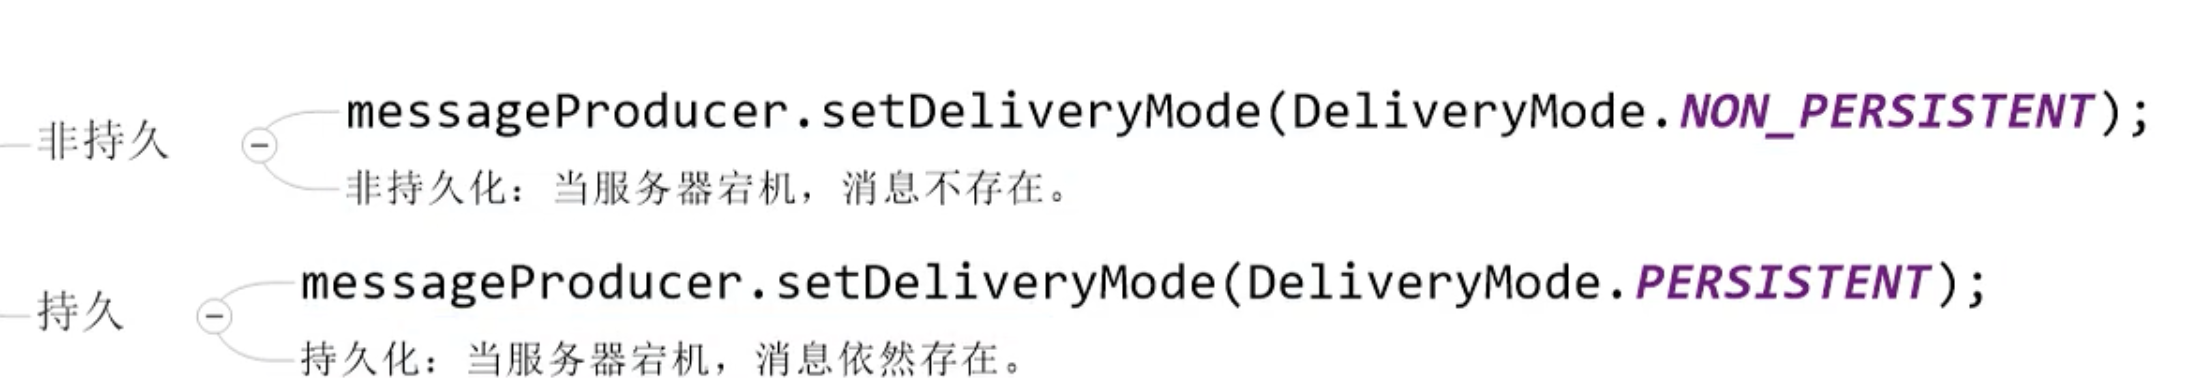 messageProducer.setDeliveryMode(DeliveryMode.NON_PERSISTENT);
非持久
非持久化：当服务器宕机，消息不存在。
messageProducer.setDeliveryMode(DeliveryMode.PERSISTENT);
持久
持久化：当服务器宕机，消息依然存在。